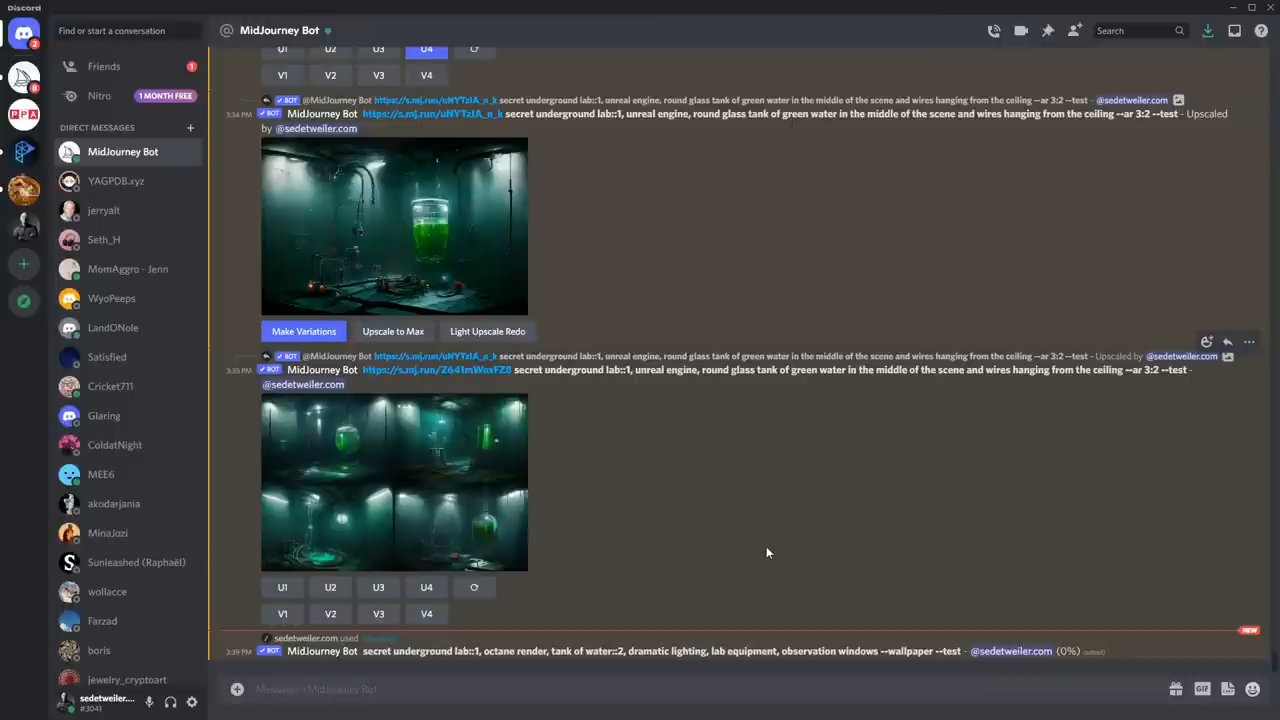 Discord
Find or start a conversation
MidJourney Bot
Search
2
8
PPA
Friends
1
Nitro
1 MONTH FREE
DIRECT MESSAGES
MidJourney Bot
YAGPDB.xyz
jerryalt
Seth_H
MomAggro - Jenn
WyoPeeps
LandONole
Satisfied
Cricket711
Glaring
ColdatNight
MEE6
akodarjania
MinaJozi
Sunleashed (Raphaël)
wollacce
Farzad
boris
jewelry_cryptoart
sedetweiler....
#3041
U1 U2 U3 U4
V1 V2 V3 V4
BOT @MidJourney Bot https://s.mj.run/uNYTzIA_n_k secret underground lab::1, unreal engine, round glass tank of green water in the middle of the scene and wires hanging from the ceiling --ar 3:2 --test - @sedetweiler.com
3:34 PM BOT MidJourney Bot https://s.mj.run/uNYTzIA_n_k secret underground lab::1, unreal engine, round glass tank of green water in the middle of the scene and wires hanging from the ceiling --ar 3:2 --test - Upscaled
by @sedetweiler.com
Make Variations Upscale to Max Light Upscale Redo
BOT @MidJourney Bot https://s.mj.run/uNYTzIA_n_k secret underground lab::1, unreal engine, round glass tank of green water in the middle of the scene and wires hanging from the ceiling --ar 3:2 --test - Upscaled by @sedetweiler.com
3:35 PM BOT MidJourney Bot https://s.mj.run/Z641mWoxFZ8 secret underground lab::1, unreal engine, round glass tank of green water in the middle of the scene and wires hanging from the ceiling --ar 3:2 --test -
@sedetweiler.com
U1 U2 U3 U4
V1 V2 V3 V4
NEW
sedetweiler.com used
3:39 PM BOT MidJourney Bot secret underground lab::1, octane render, tank of water::2, dramatic lighting, lab equipment, observation windows --wallpaper --test - @sedetweiler.com (0%) (edited)
Message @MidJourney Bot
GIF